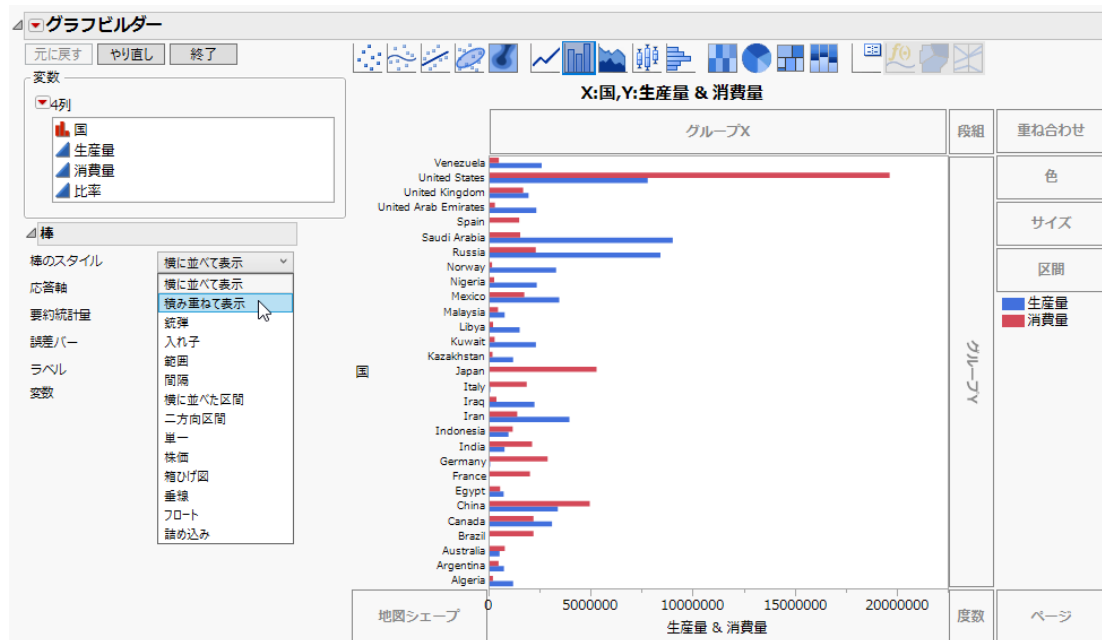 グラフビルダー
元に戻す やり直し 終了
変数
4列
国
生産量
消費量
比率
棒
棒のスタイル 横に並べて表示
応答軸
要約統計量
誤差バー
ラベル
変数
横に並べて表示
積み重ねて表示
銃弾
入れ子
範囲
間隔
横に並べた区間
二方向区間
単一
株価
箱ひげ図
垂線
フロート
詰め込み
X:国,Y:生産量 & 消費量
グループX
段組
重ね合わせ
色
サイズ
区間
生産量
消費量
グループY
国
Venezuela
United States
United Kingdom
United Arab Emirates
Spain
Saudi Arabia
Russia
Norway
Nigeria
Mexico
Malaysia
Libya
Kuwait
Kazakhstan
Japan
Italy
Iraq
Iran
Indonesia
India
Germany
France
Egypt
China
Canada
Brazil
Australia
Argentina
Algeria
0 5000000 10000000 15000000 20000000
生産量 & 消費量
地図シェープ
度数
ページ